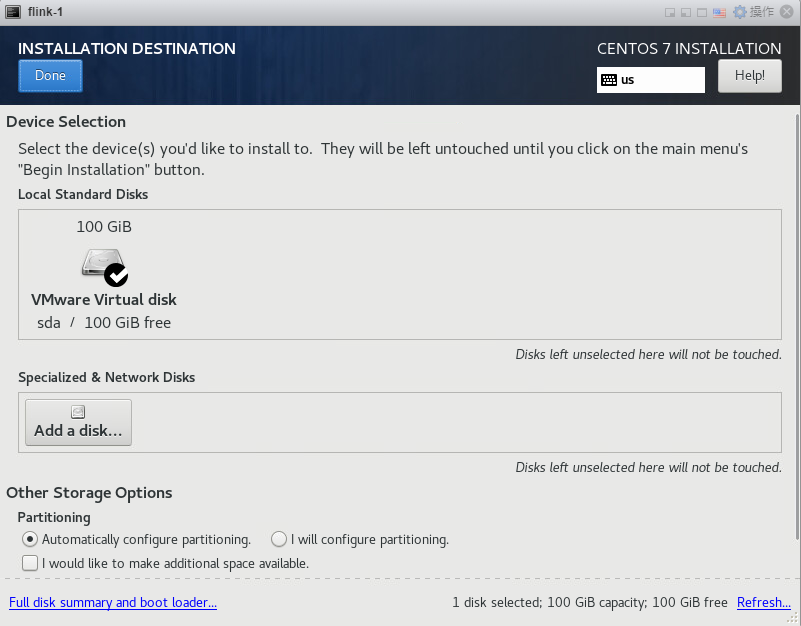 flink-1
操作
INSTALLATION DESTINATION
CENTOS 7 INSTALLATION
Done
us
Help!
Device Selection
Select the device(s) you'd like to install to.  They will be left untouched until you click on the main menu's
"Begin Installation" button.
Local Standard Disks
100 GiB
VMware Virtual disk
sda / 100 GiB free
Disks left unselected here will not be touched.
Specialized & Network Disks
Add a disk...
Disks left unselected here will not be touched.
Other Storage Options
Partitioning
Automatically configure partitioning.
I will configure partitioning.
I would like to make additional space available.
Full disk summary and boot loader...
1 disk selected; 100 GiB capacity; 100 GiB free
Refresh...